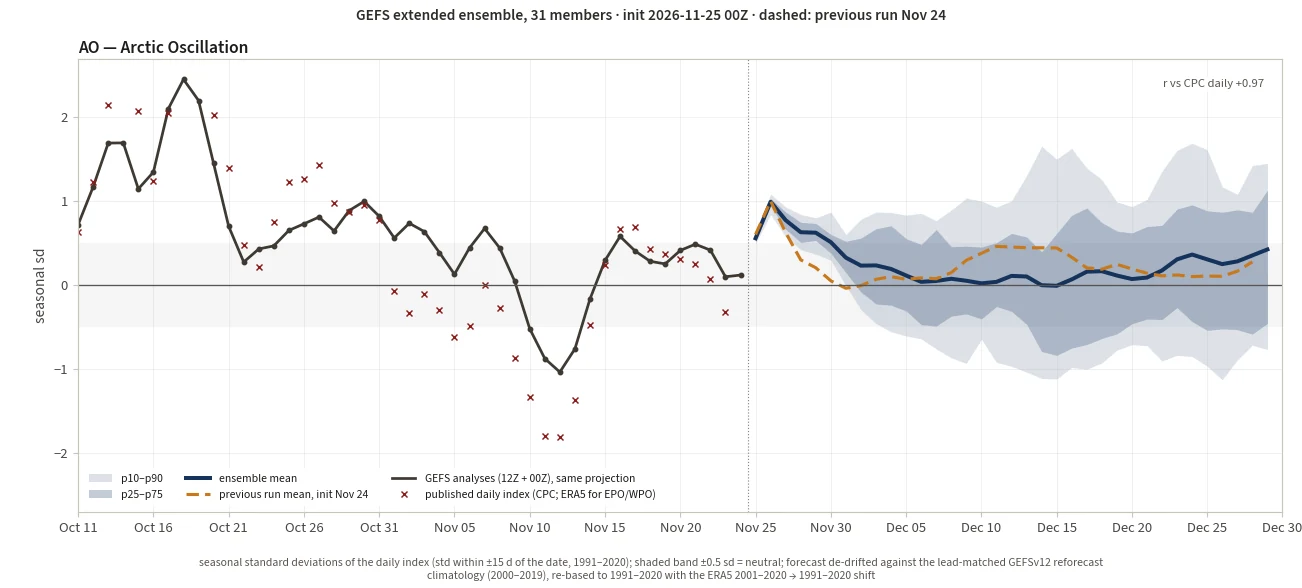 GEFS extended ensemble, 31 members · init 2026-11-25 00Z · dashed: previous run Nov 24
AO — Arctic Oscillation
r vs CPC daily +0.97
seasonal sd
2
1
0
−1
−2
p10–p90
p25–p75
ensemble mean
previous run mean, init Nov 24
GEFS analyses (12Z + 00Z), same projection
published daily index (CPC; ERA5 for EPO/WPO)
Oct 11 Oct 16 Oct 21 Oct 26 Oct 31 Nov 05 Nov 10 Nov 15 Nov 20 Nov 25 Nov 30 Dec 05 Dec 10 Dec 15 Dec 20 Dec 25 Dec 30
seasonal standard deviations of the daily index (std within ±15 d of the date, 1991–2020); shaded band ±0.5 sd = neutral; forecast de-drifted against the lead-matched GEFSv12 reforecast
climatology (2000–2019), re-based to 1991–2020 with the ERA5 2001–2020 → 1991–2020 shift